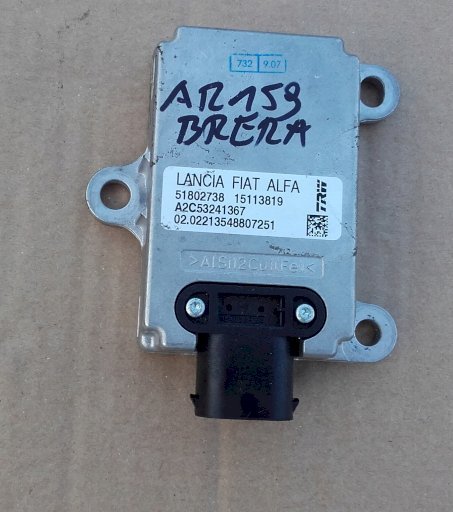 732 9.07
AR159
BRERA
LANCIA FIAT ALFA
51802738 15113819
A2C53241367
02.02213548807251
TRW